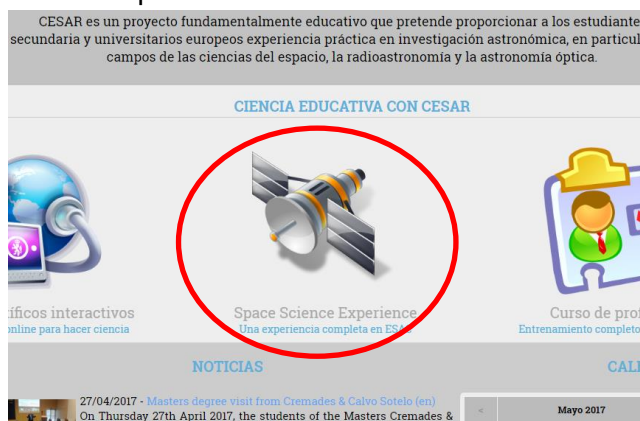 CESAR es un proyecto fundamentalmente educativo que pretende proporcionar a los estudiante
secundaria y universitarios europeos experiencia práctica en investigación astronómica, en particul
campos de las ciencias del espacio, la radioastronomía y la astronomía óptica.
CIENCIA EDUCATIVA CON CESAR
íficos interactivos
online para hacer ciencia
Space Science Experience
Una experiencia completa en ESAC
Curso de prof
Entrenamiento completo
NOTICIAS
CALE
27/04/2017 - Masters degree visit from Cremades & Calvo Sotelo (en)
On Thursday 27th April 2017, the students of the Masters Cremades &
<
Mayo 2017